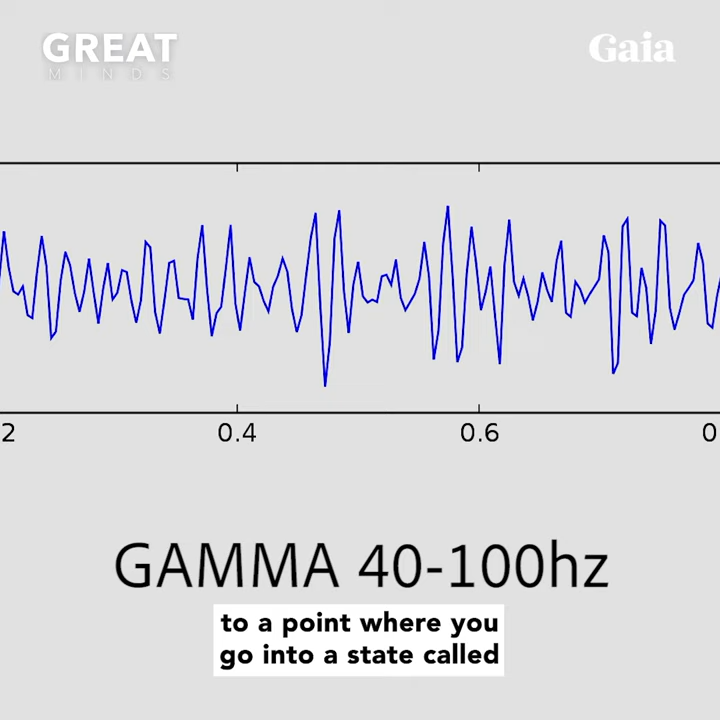 GREAT
MINDS
Gaia
2
0.4
0.6
0
GAMMA 40-100hz
to a point where you
go into a state called